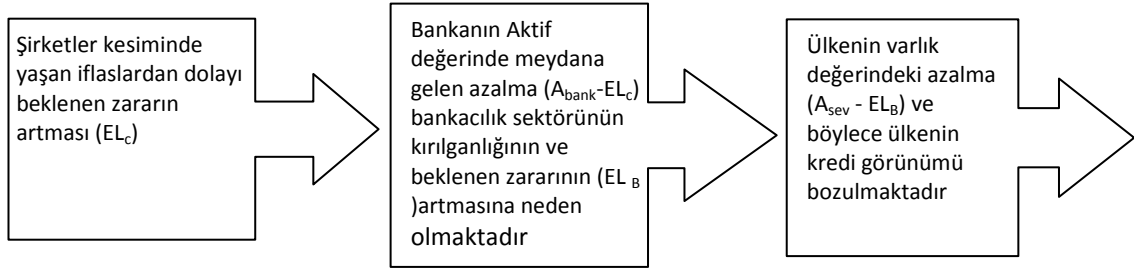 Şirketler kesiminde
yaşan iflaslardan dolayı
beklenen zararın
artması (ELc)
Bankanın Aktif
değerinde meydana
gelen azalma (Abank-ELc)
bankacılık sektörünün
kırılganlığının ve
beklenen zararının (EL B
)artmasına neden
olmaktadır
Ülkenin varlık
değerindeki azalma
(Asev - ELB) ve
böylece ülkenin
kredi görünümü
bozulmaktadır